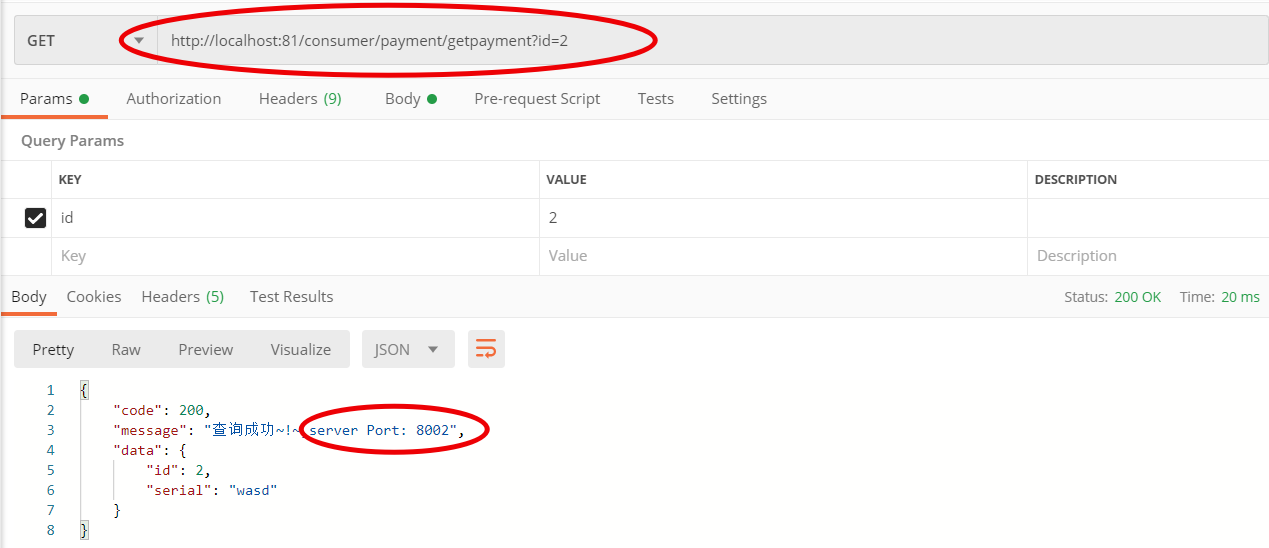 GET http://localhost:81/consumer/payment/getpayment?id=2
Params Authorization Headers (9) Body Pre-request Script Tests Settings
Query Params
KEY VALUE DESCRIPTION
id 2
Key Value Description
Body Cookies Headers (5) Test Results Status: 200 OK Time: 20 ms
Pretty Raw Preview Visualize JSON
1 {
2 "code": 200,
3 "message": "查询成功~!~,server Port: 8002",
4 "data": {
5 "id": 2,
6 "serial": "wasd"
7 }
8 }